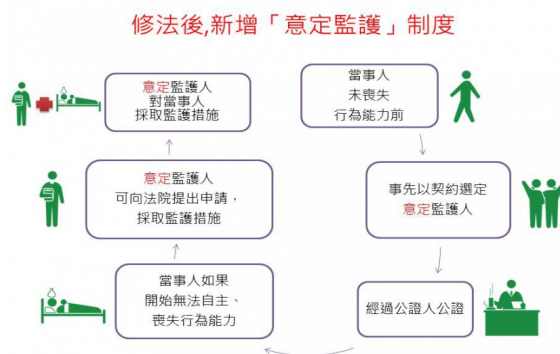 修法後,新增「意定監護」制度
當事人
未喪失
行為能力前
事先以契約選定
意定監護人
經過公證人公證
當事人如果
開始無法自主、
喪失行為能力
意定監護人
可向法院提出申請，
採取監護措施
意定監護人
對當事人
採取監護措施